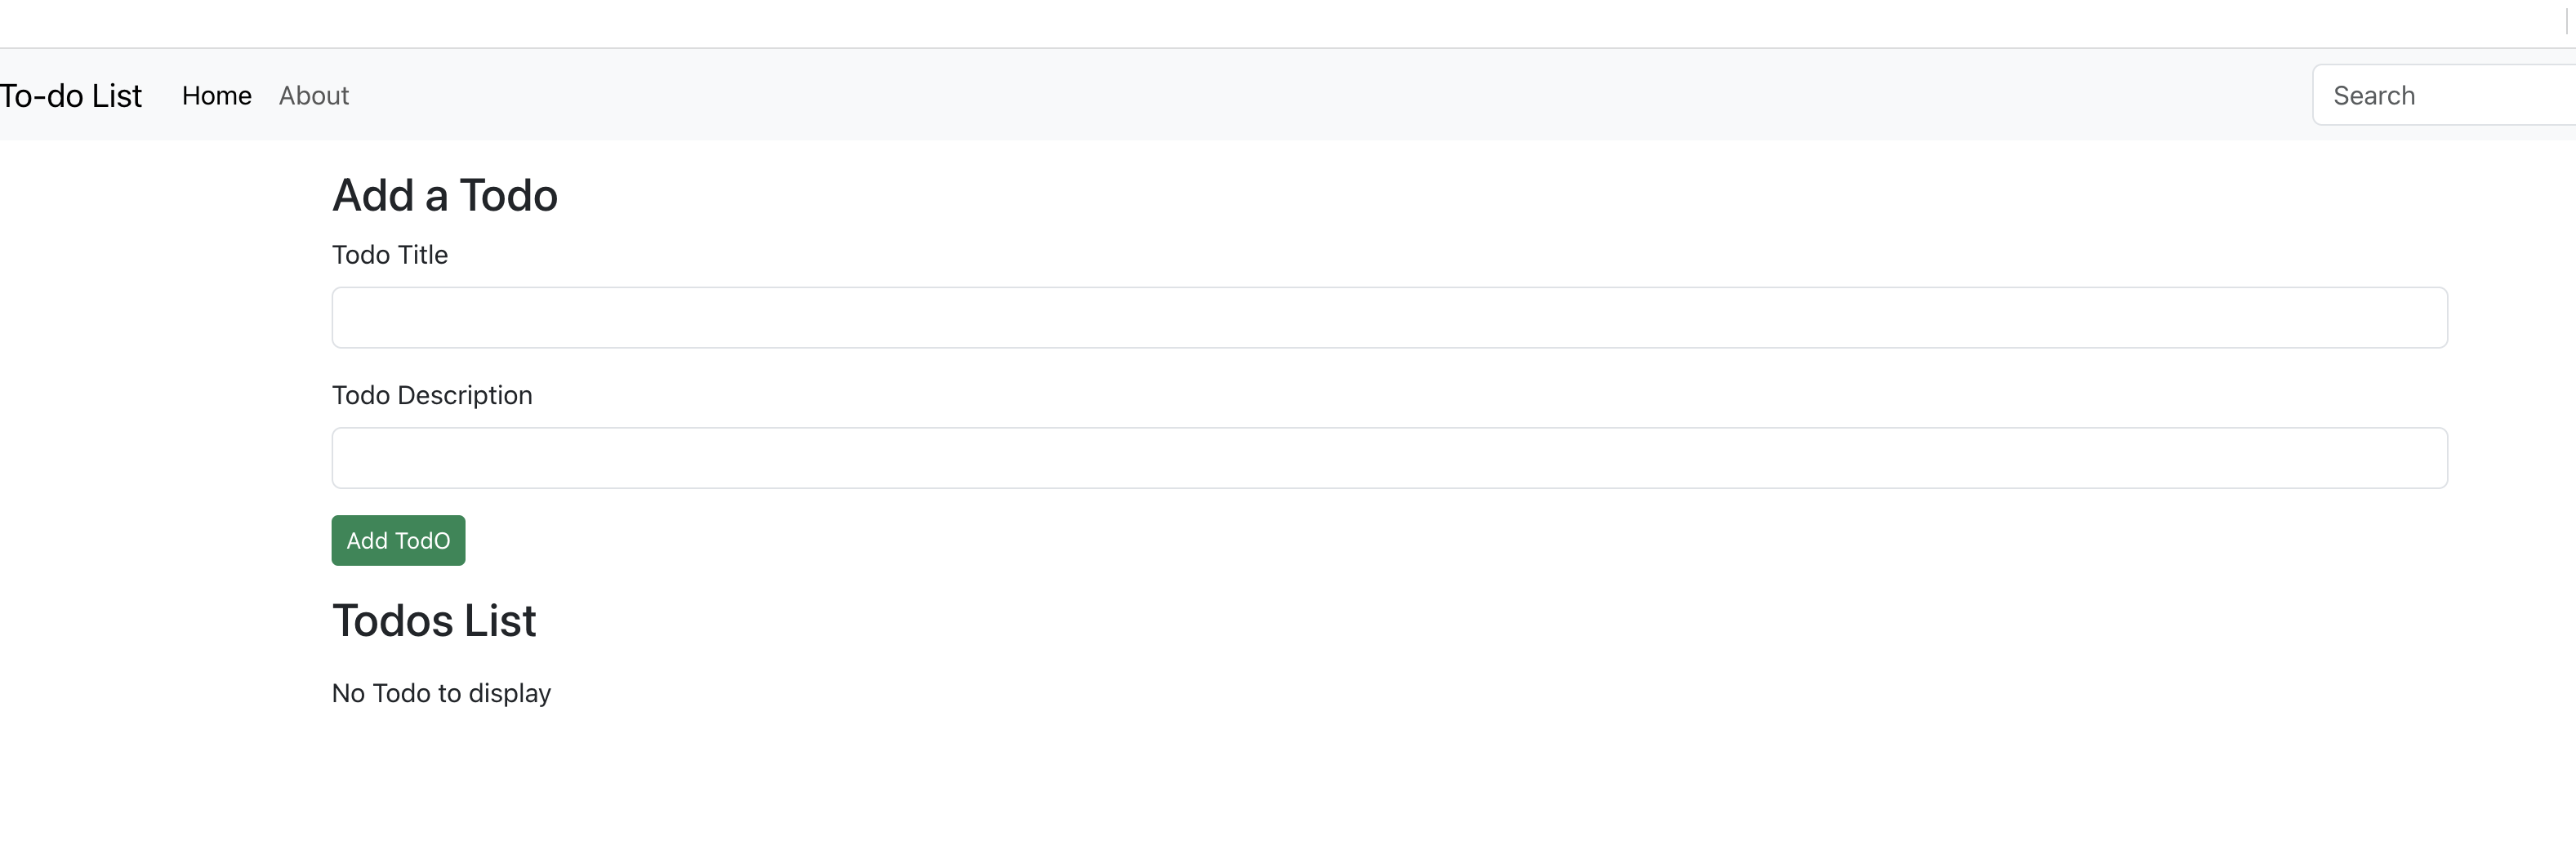 To-do List Home About Search
Add a Todo
Todo Title
Todo Description
Add TodO
Todos List
No Todo to display